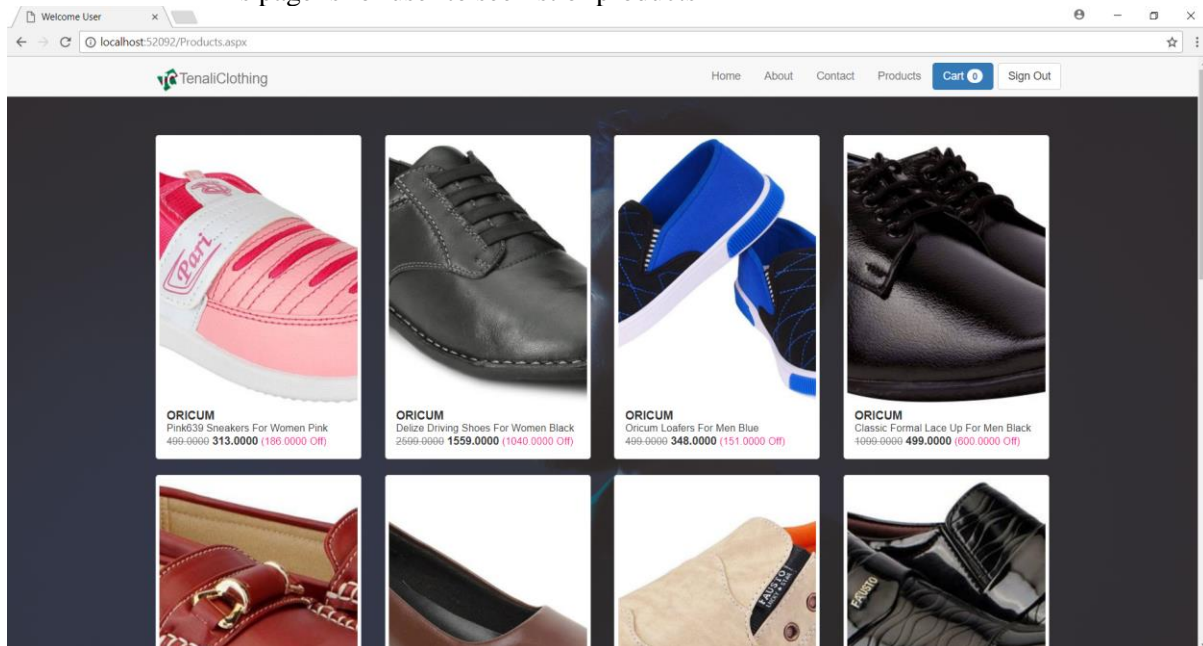 Welcome User
localhost:52092/Products.aspx
TenaliClothing
Home About Contact Products Cart 0 Sign Out
Pari
ORICUM
Pink639 Sneakers For Women Pink
499.0000 313.0000 (186.0000 Off)
ORICUM
Delize Driving Shoes For Women Black
2599.0000 1559.0000 (1040.0000 Off)
ORICUM
Oricum Loafers For Men Blue
499.0000 348.0000 (151.0000 Off)
ORICUM
Classic Formal Lace Up For Men Black
1099.0000 499.0000 (600.0000 Off)
FAUSTO
FAUSTO